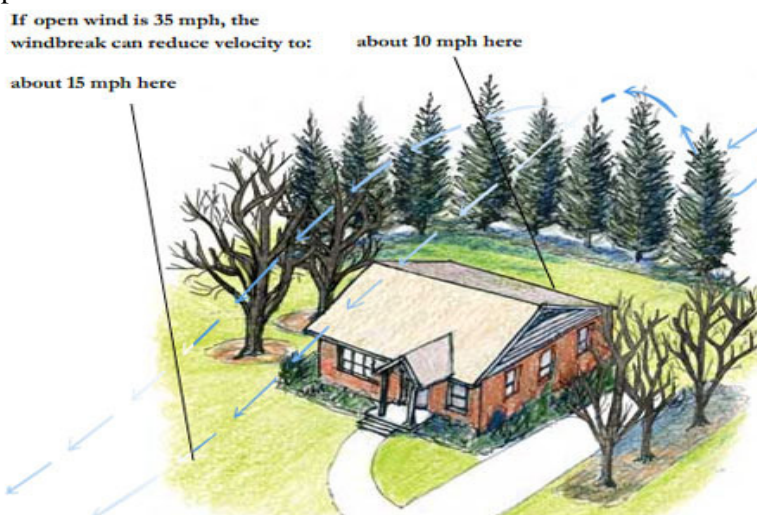 If open wind is 35 mph, the
windbreak can reduce velocity to:
about 15 mph here
about 10 mph here